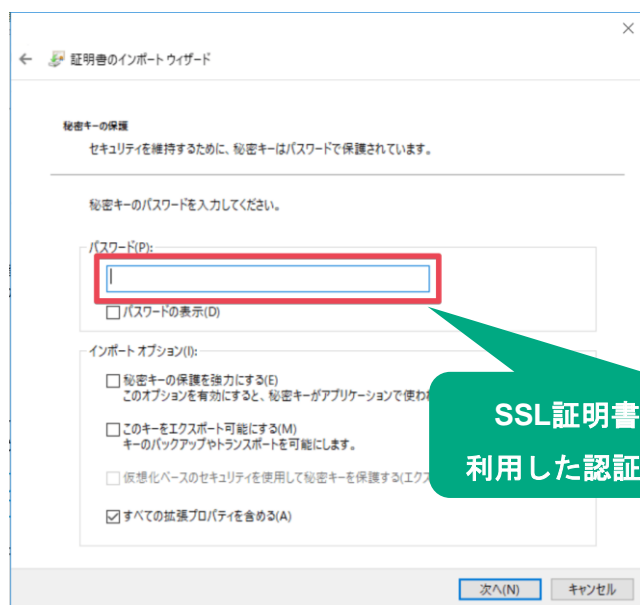 証明書のインポート ウィザード
秘密キーの保護
セキュリティを維持するために、秘密キーはパスワードで保護されています。
秘密キーのパスワードを入力してください。
パスワード(P):
パスワードの表示(D)
インポート オプション(I):
秘密キーの保護を強力にする(E)
このオプションを有効にすると、秘密キーがアプリケーションで使わ
このキーをエクスポート可能にする(M)
キーのバックアップやトランスポートを可能にします。
仮想化ベースのセキュリティを使用して秘密キーを保護する(エクス
すべての拡張プロパティを含める(A)
SSL証明書
利用した認証
次へ(N)
キャンセル